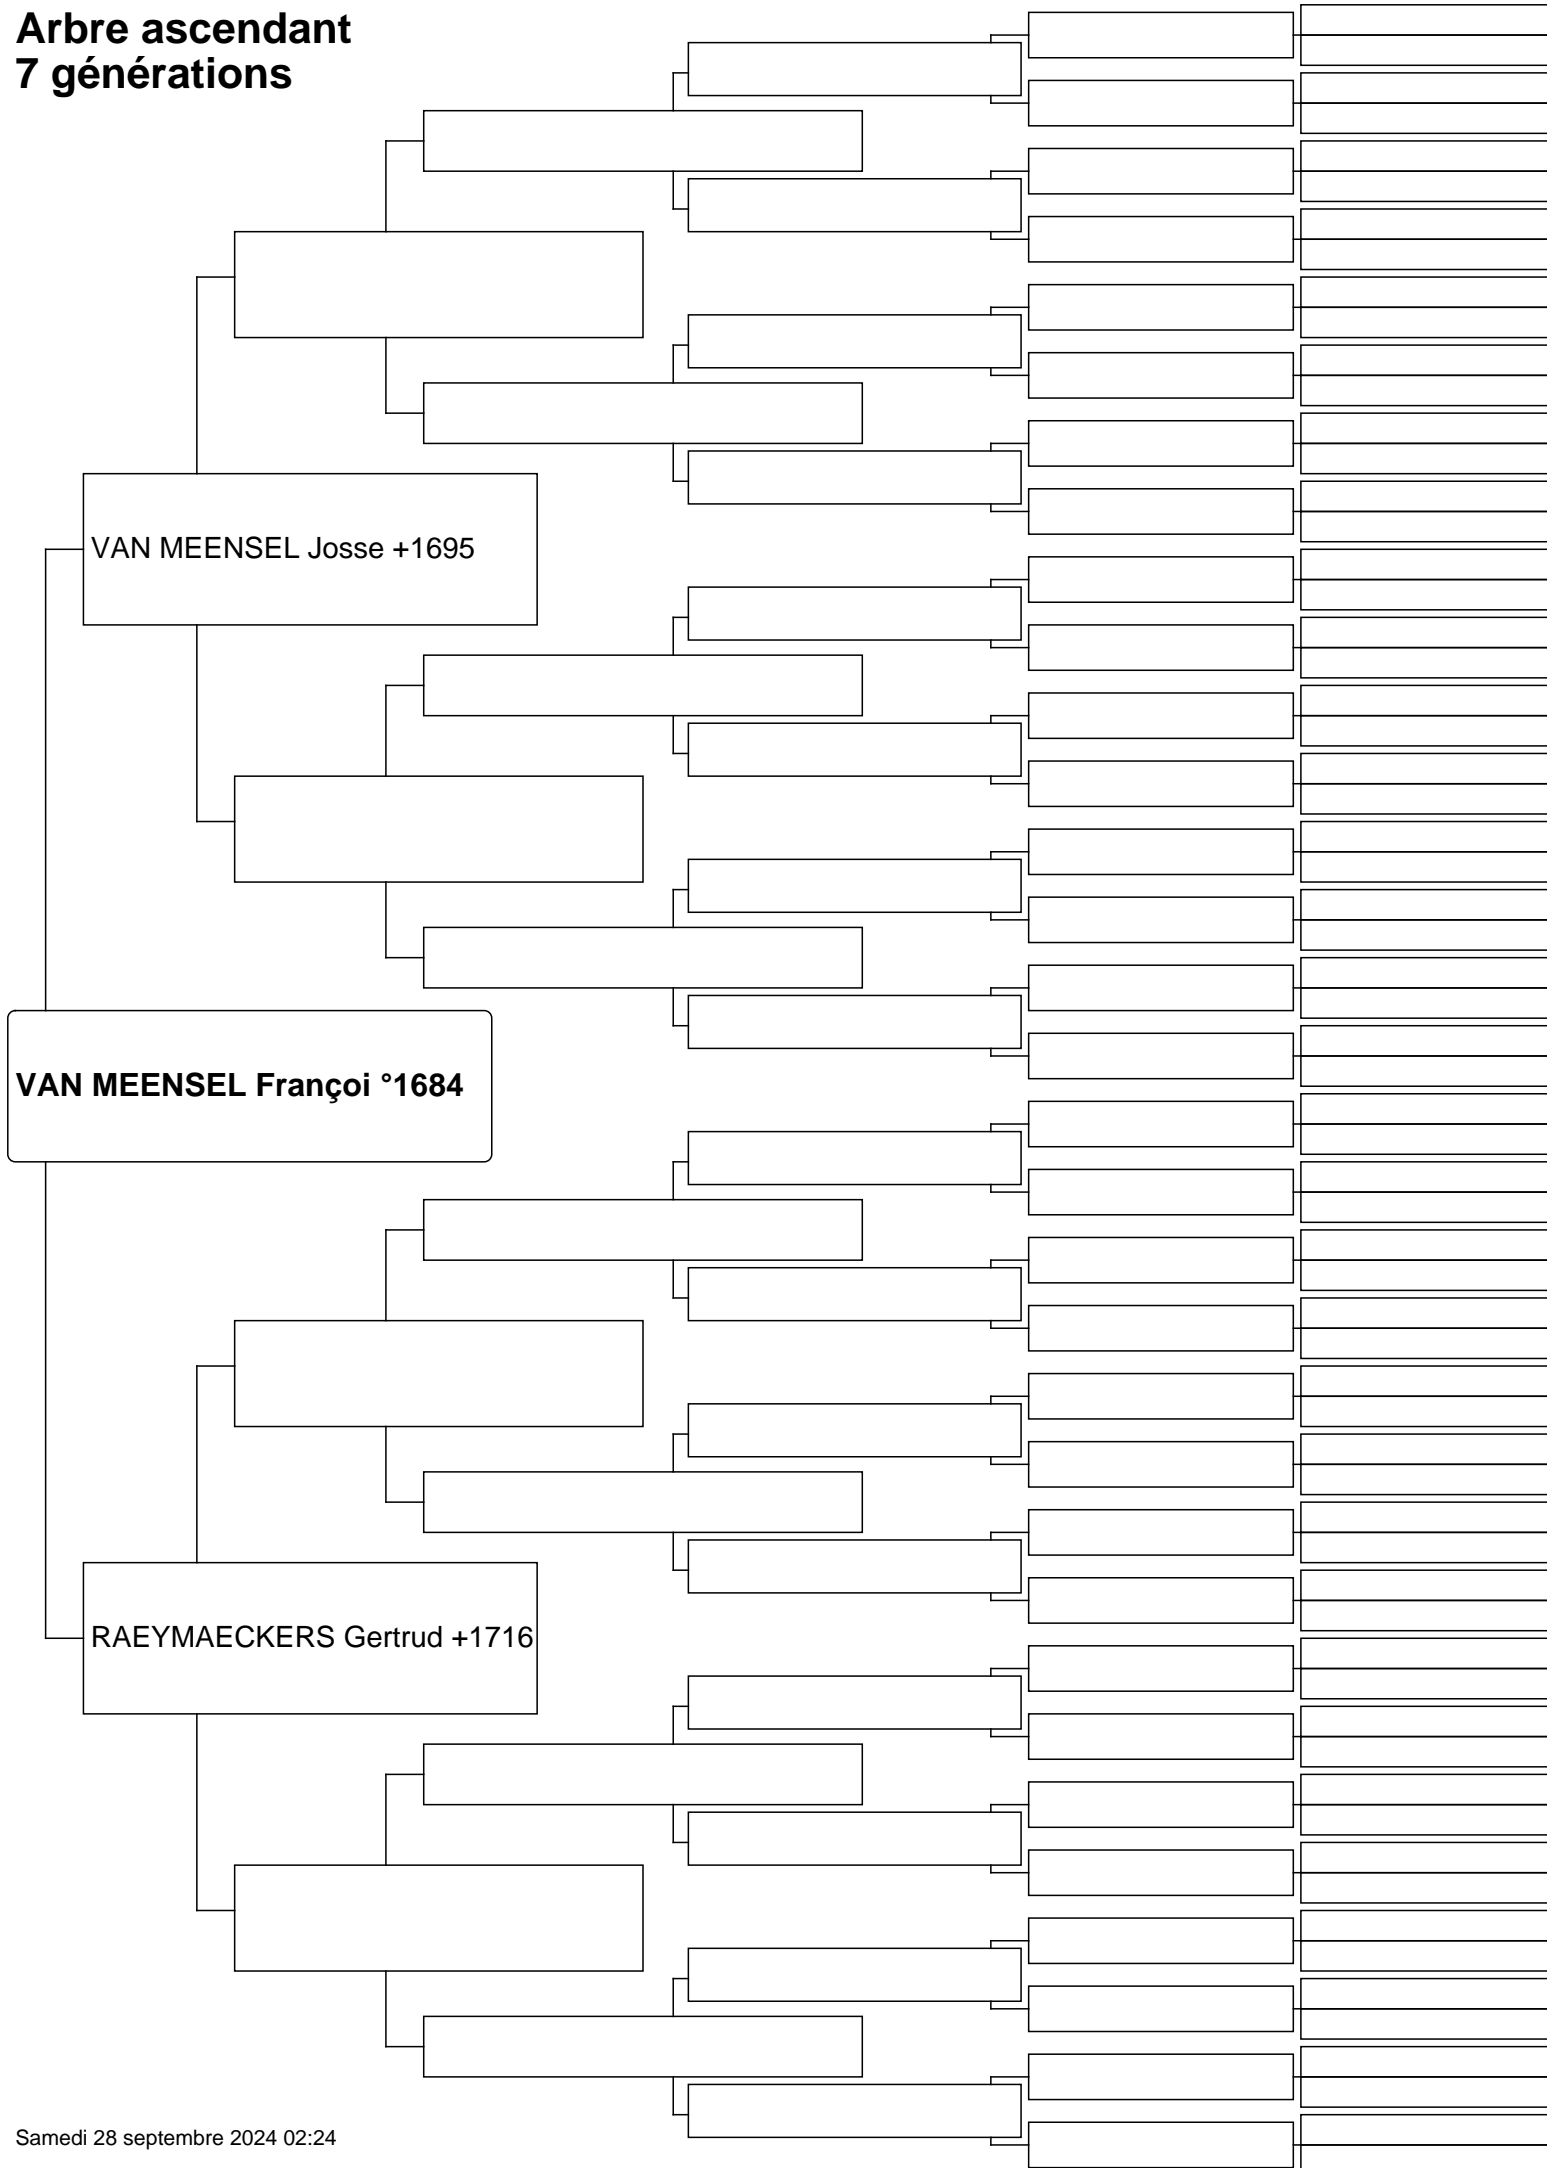 Arbre ascendant
7 générations
VAN MEENSEL Josse +1695
VAN MEENSEL Françoi °1684
RAEYMAECKERS Gertrud +1716
Samedi 28 septembre 2024 02:24